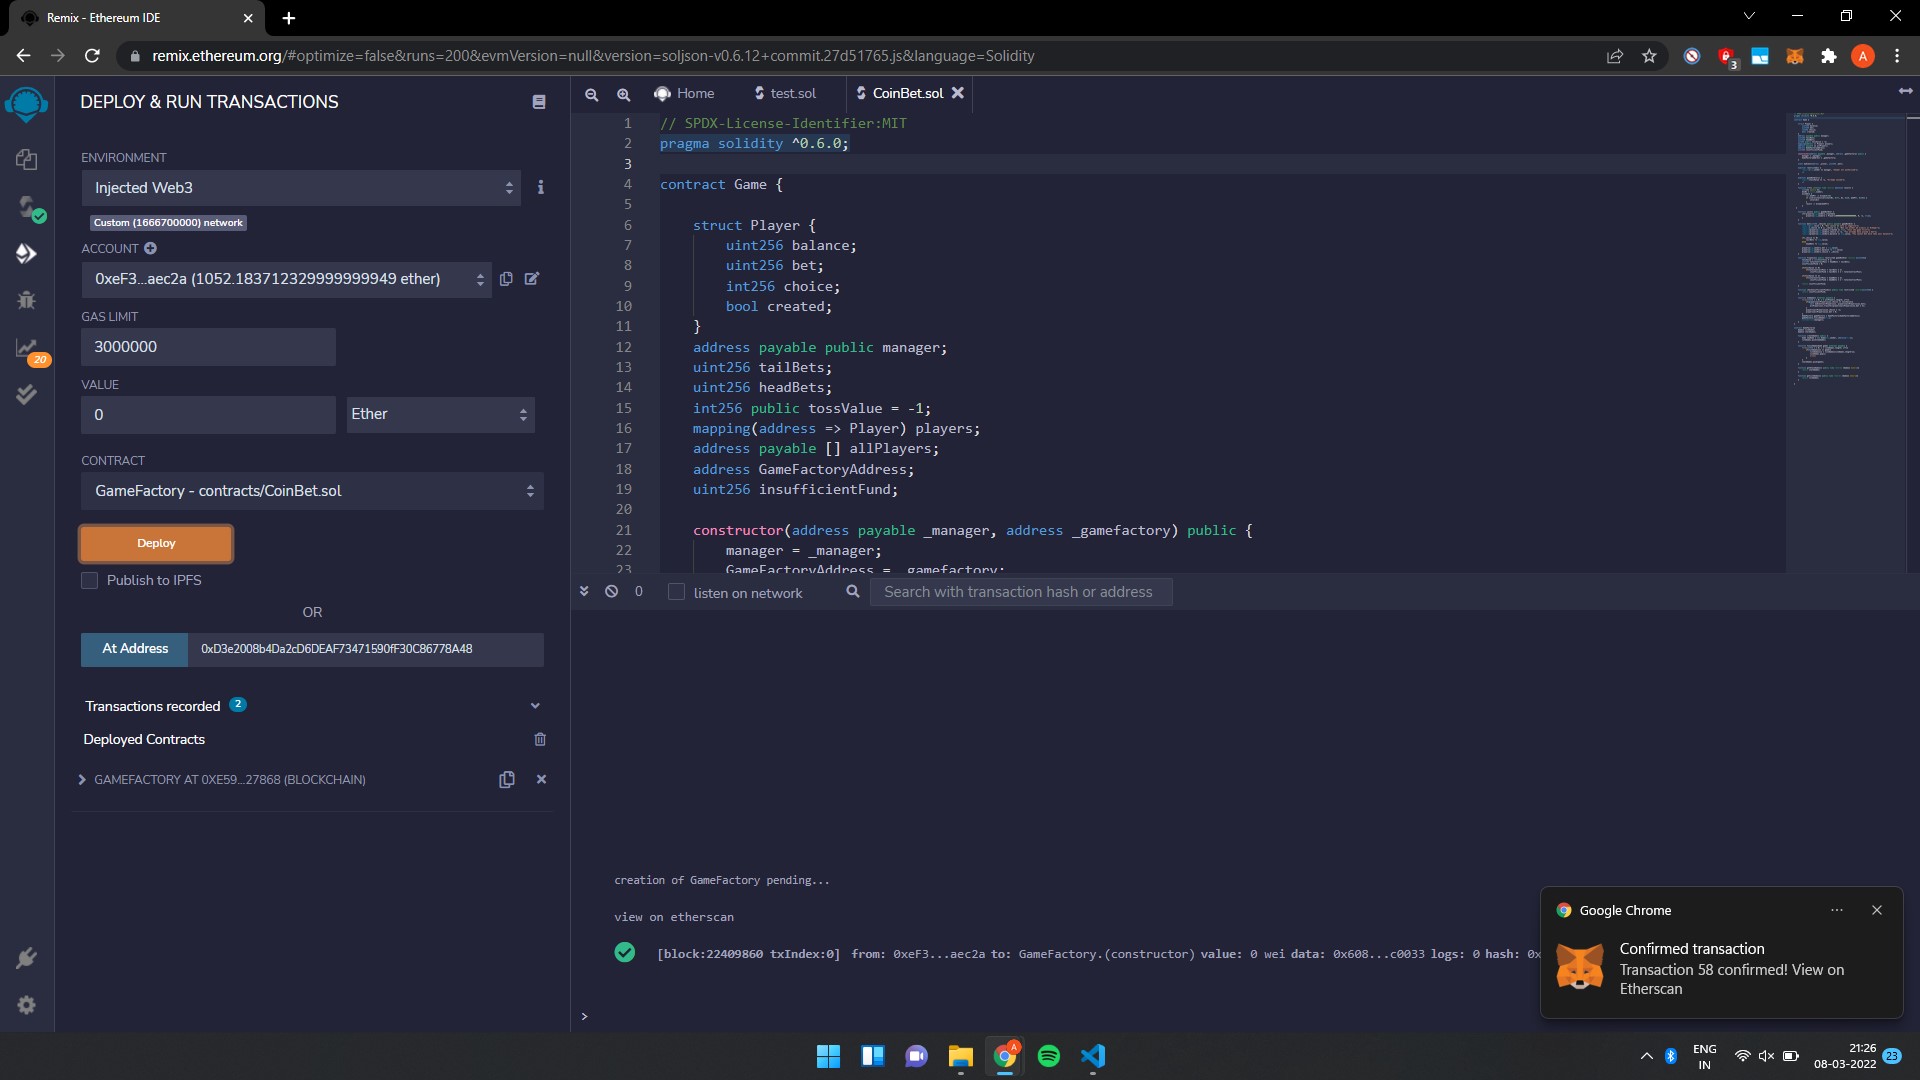 Remix - Ethereum IDE
remix.ethereum.org/#optimize=false&runs=200&evmVersion=null&version=soljson-v0.6.12+commit.27d51765.js&language=Solidity
3
A
DEPLOY & RUN TRANSACTIONS
ENVIRONMENT
Injected Web3
Custom (1666700000) network
ACCOUNT
0xeF3...aec2a (1052.183712329999999949 ether)
GAS LIMIT
3000000
VALUE
0
Ether
CONTRACT
GameFactory - contracts/CoinBet.sol
Deploy
Publish to IPFS
OR
At Address
0xD3e2008b4Da2cD6DEAF73471590fF30C86778A48
Transactions recorded 2
Deployed Contracts
GAMEFACTORY AT 0XE59...27868 (BLOCKCHAIN)
20
Home
test.sol
CoinBet.sol
1 // SPDX-License-Identifier:MIT
2 pragma solidity ^0.6.0;
3
4 contract Game {
5
6 struct Player {
7 uint256 balance;
8 uint256 bet;
9 int256 choice;
10 bool created;
11 }
12 address payable public manager;
13 uint256 tailBets;
14 uint256 headBets;
15 int256 public tossValue = -1;
16 mapping(address => Player) players;
17 address payable [] allPlayers;
18 address GameFactoryAddress;
19 uint256 insufficientFund;
20
21 constructor(address payable _manager, address _gamefactory) public {
22 manager = _manager;
23 GameFactoryAddress = _gamefactory;
0
listen on network
Search with transaction hash or address
creation of GameFactory pending...
view on etherscan
[block:22409860 txIndex:0] from: 0xeF3...aec2a to: GameFactory.(constructor) value: 0 wei data: 0x608...c0033 logs: 0 hash: 0x
>
Google Chrome
Confirmed transaction
Transaction 58 confirmed! View on
Etherscan
A
ENG
IN
21:26
08-03-2022
23